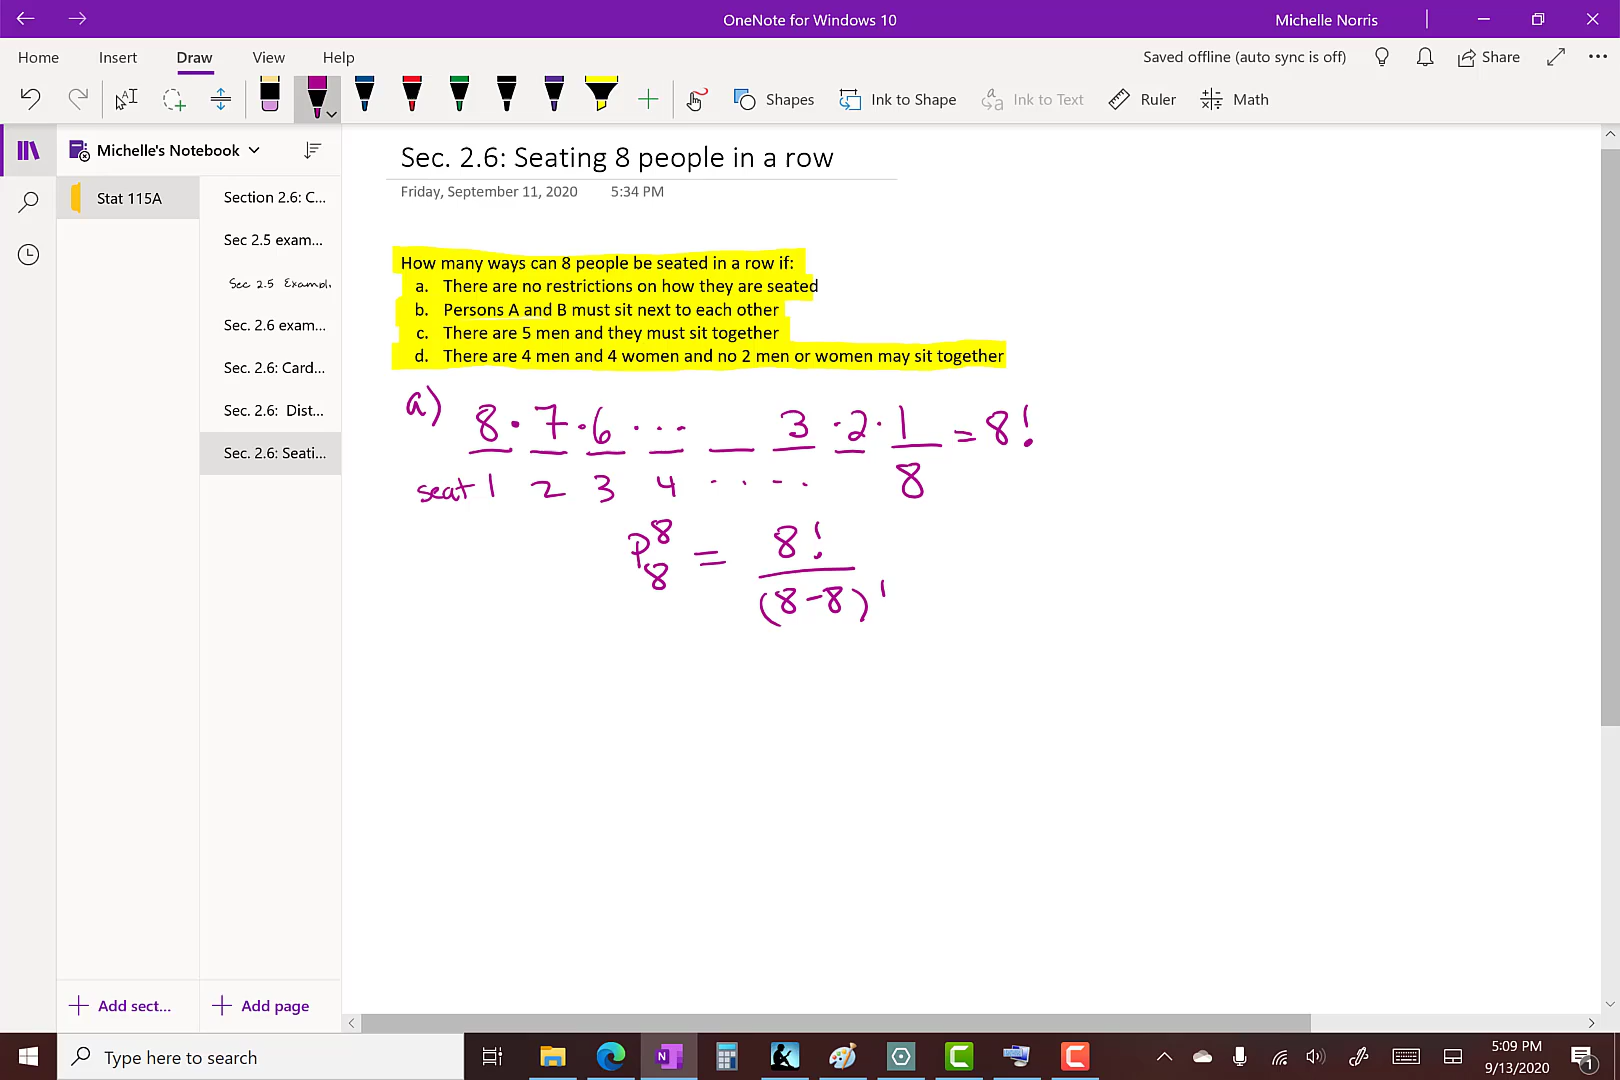 OneNote for Windows 10
Michelle Norris
Home Insert Draw View Help
Saved offline (auto sync is off) Share
Shapes Ink to Shape Ink to Text Ruler Math
Michelle's Notebook
Stat 115A
Section 2.6: C...
Sec 2.5 exam...
Sec 2.5 Exampl
Sec. 2.6 exam...
Sec. 2.6: Card...
Sec. 2.6: Dist...
Sec. 2.6: Seati...
Add sect...
Add page
Sec. 2.6: Seating 8 people in a row
Friday, September 11, 2020 5:34 PM
How many ways can 8 people be seated in a row if:
a. There are no restrictions on how they are seated
b. Persons A and B must sit next to each other
c. There are 5 men and they must sit together
d. There are 4 men and 4 women and no 2 men or women may sit together
a) 8 · 7 · 6 · ... 3 · 2 · 1 = 8!
seat 1 2 3 4 ..... 8
P⁸₈ = 8! / (8-8)'
Type here to search
5:09 PM
9/13/2020
1